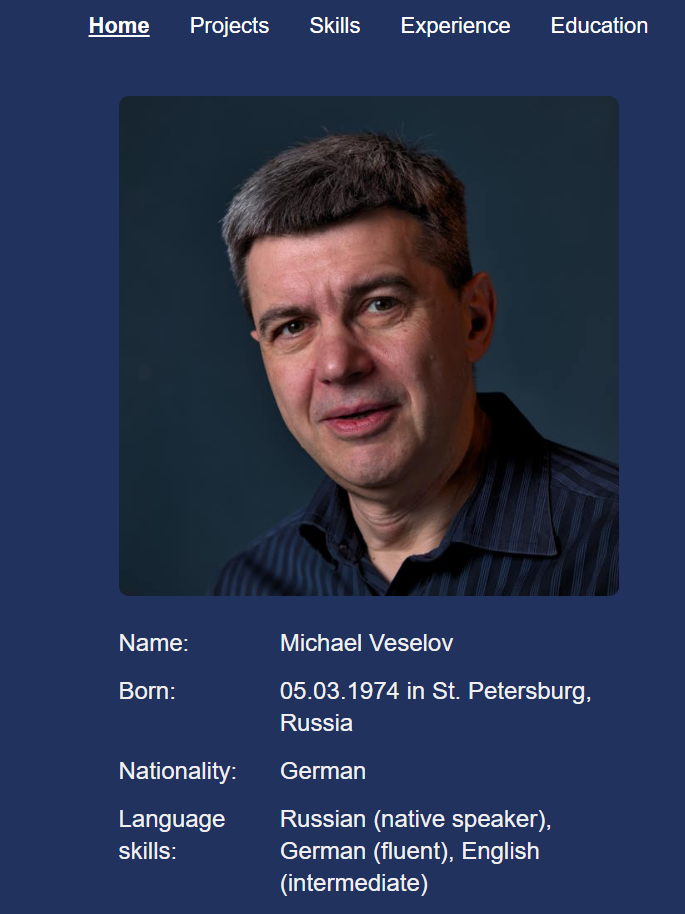 Home Projects Skills Experience Education
Name: Michael Veselov
Born: 05.03.1974 in St. Petersburg,
Russia
Nationality: German
Language Russian (native speaker),
skills: German (fluent), English
(intermediate)